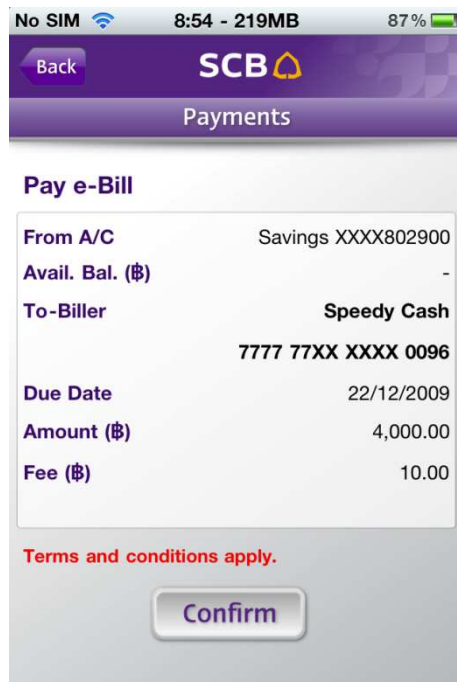 No SIM 8:54 - 219MB 87%
Back SCB
Payments
Pay e-Bill
From A/C Savings XXXX802900
Avail. Bal. (฿) -
To-Biller Speedy Cash
7777 77XX XXXX 0096
Due Date 22/12/2009
Amount (฿) 4,000.00
Fee (฿) 10.00
Terms and conditions apply.
Confirm